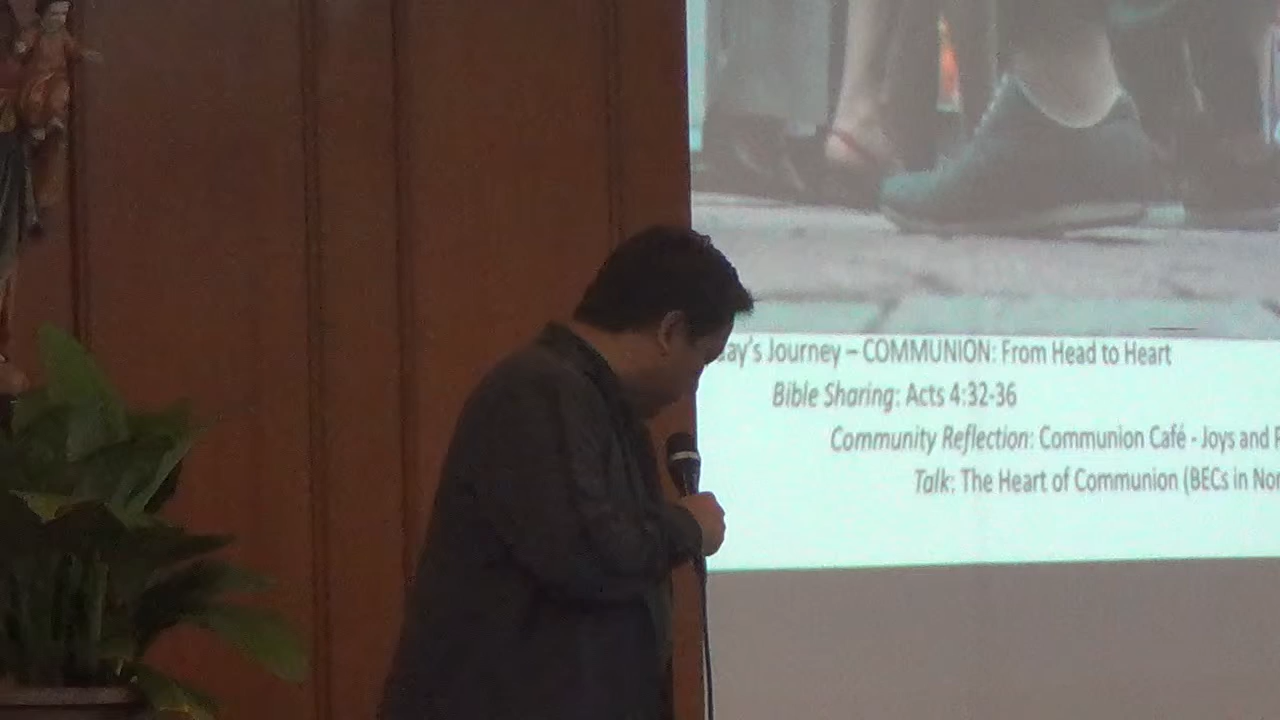 ay's Journey – COMMUNION: From Head to Heart
Bible Sharing: Acts 4:32-36
Community Reflection: Communion Café - Joys and
Talk: The Heart of Communion (BECs in